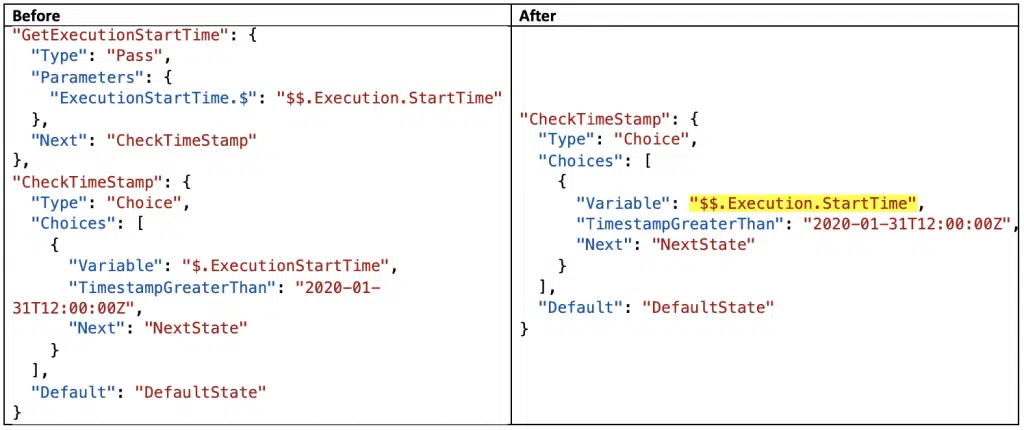 Before
"GetExecutionStartTime": {
"Type": "Pass",
"Parameters": {
"ExecutionStartTime.$": "$$.Execution.StartTime"
},
"Next": "CheckTimeStamp"
},
"CheckTimeStamp": {
"Type": "Choice",
"Choices": [
{
"Variable": "$.ExecutionStartTime",
"TimestampGreaterThan": "2020-01-
31T12:00:00Z",
"Next": "NextState"
}
],
"Default": "DefaultState"
}
After
"CheckTimeStamp": {
"Type": "Choice",
"Choices": [
{
"Variable": "$$.Execution.StartTime",
"TimestampGreaterThan": "2020-01-31T12:00:00Z",
"Next": "NextState"
}
],
"Default": "DefaultState"
}